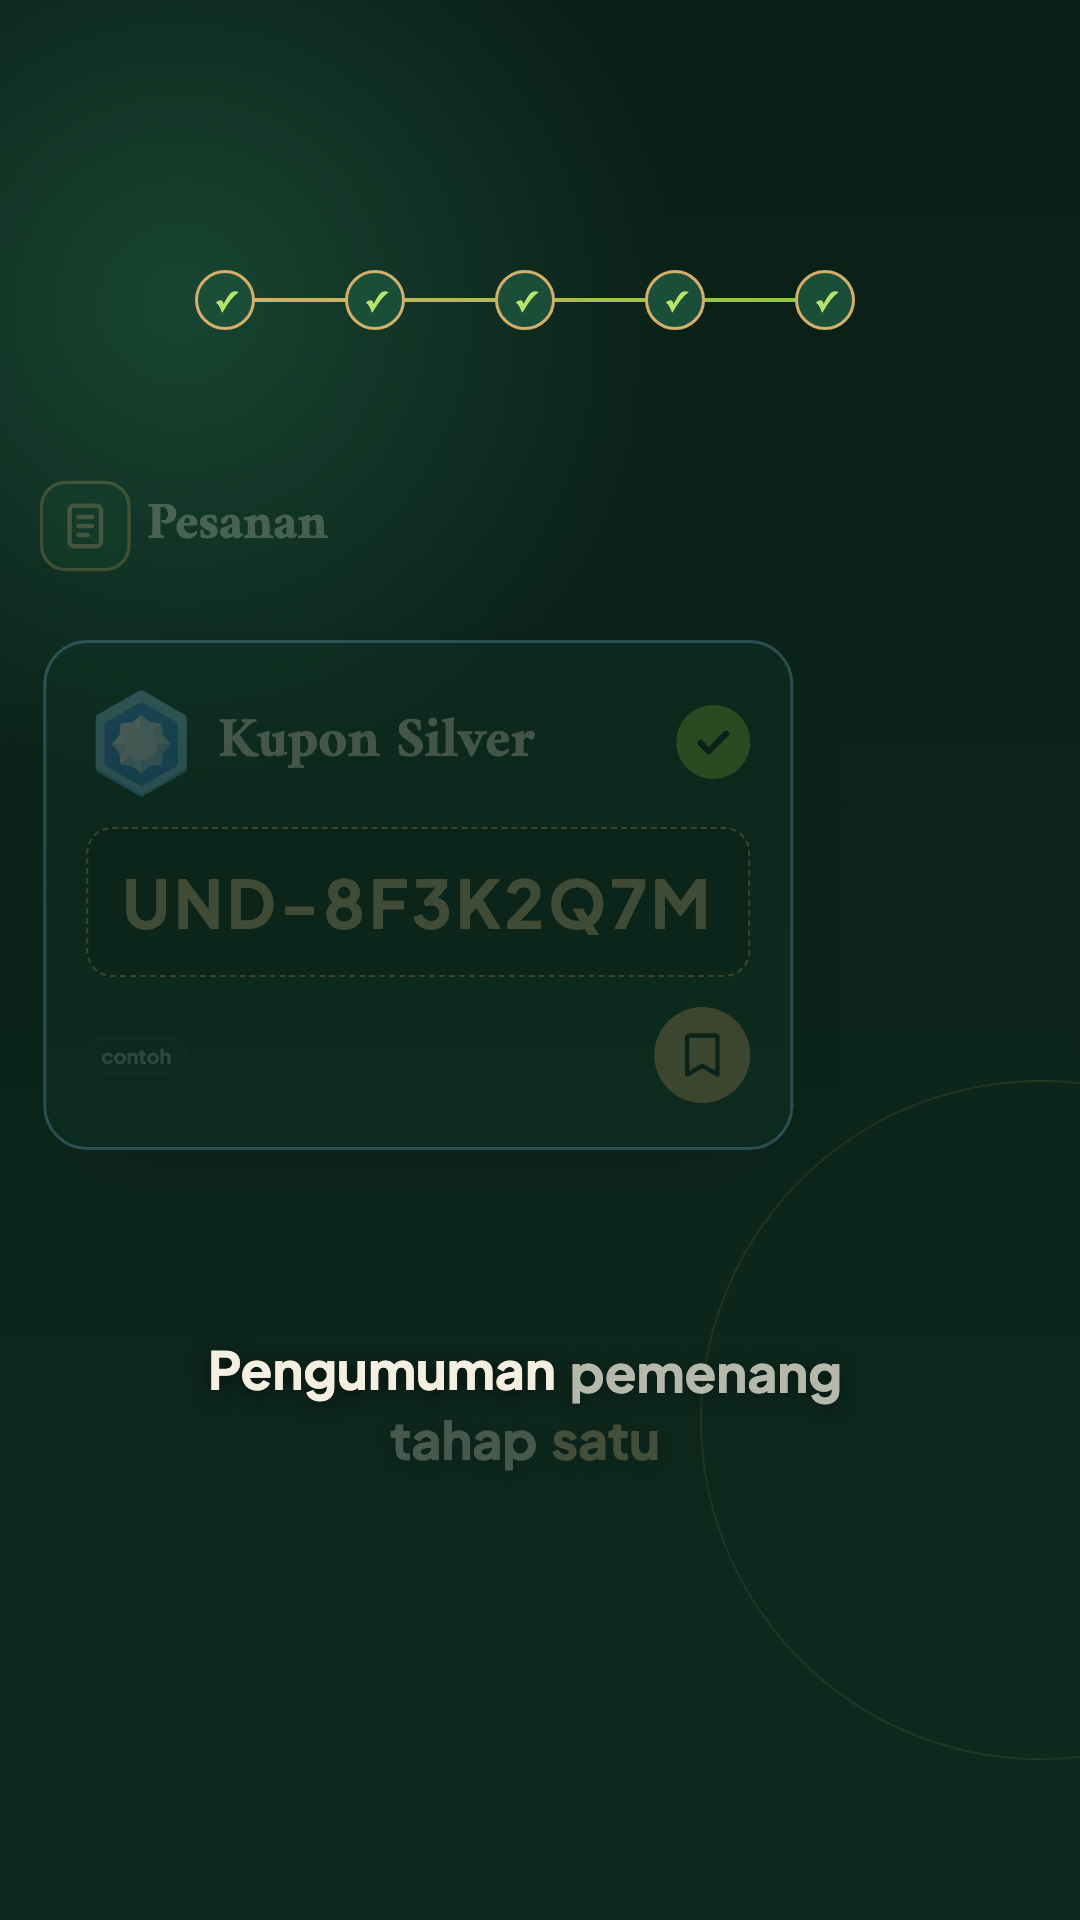 Pesanan
Kupon Silver
UND-8F3K2Q7M
contoh
Pengumuman pemenang
tahap satu